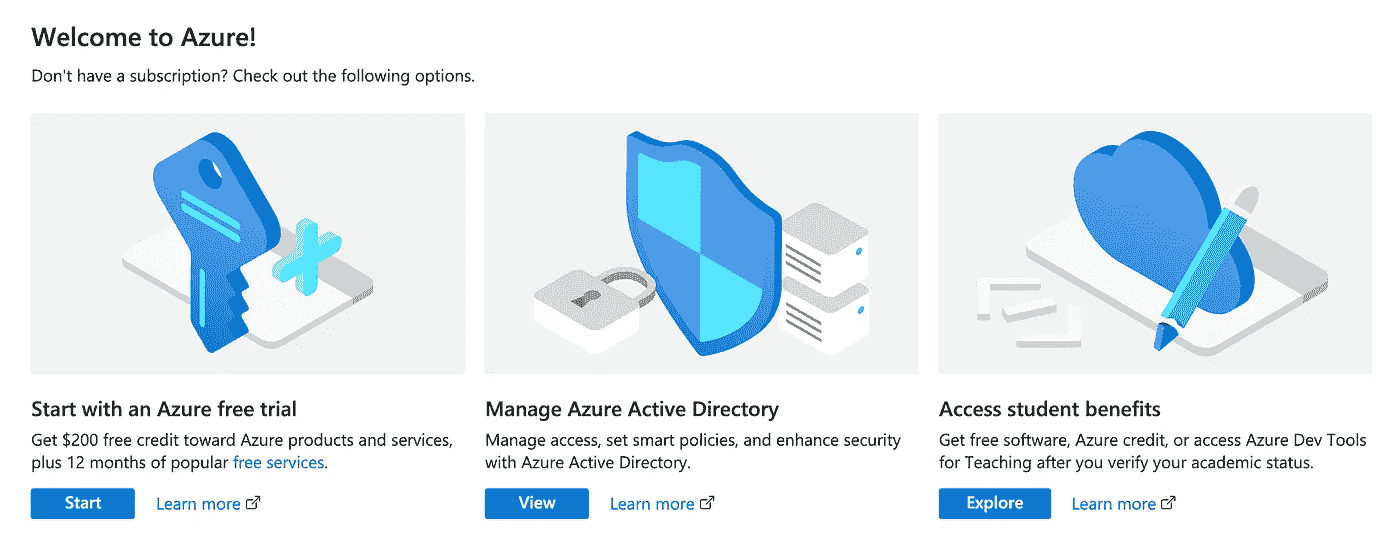 Welcome to Azure!
Don't have a subscription? Check out the following options.
Start with an Azure free trial
Get $200 free credit toward Azure products and services,
plus 12 months of popular free services.
Start
Learn more
Manage Azure Active Directory
Manage access, set smart policies, and enhance security
with Azure Active Directory.
View
Learn more
Access student benefits
Get free software, Azure credit, or access Azure Dev Tools
for Teaching after you verify your academic status.
Explore
Learn more